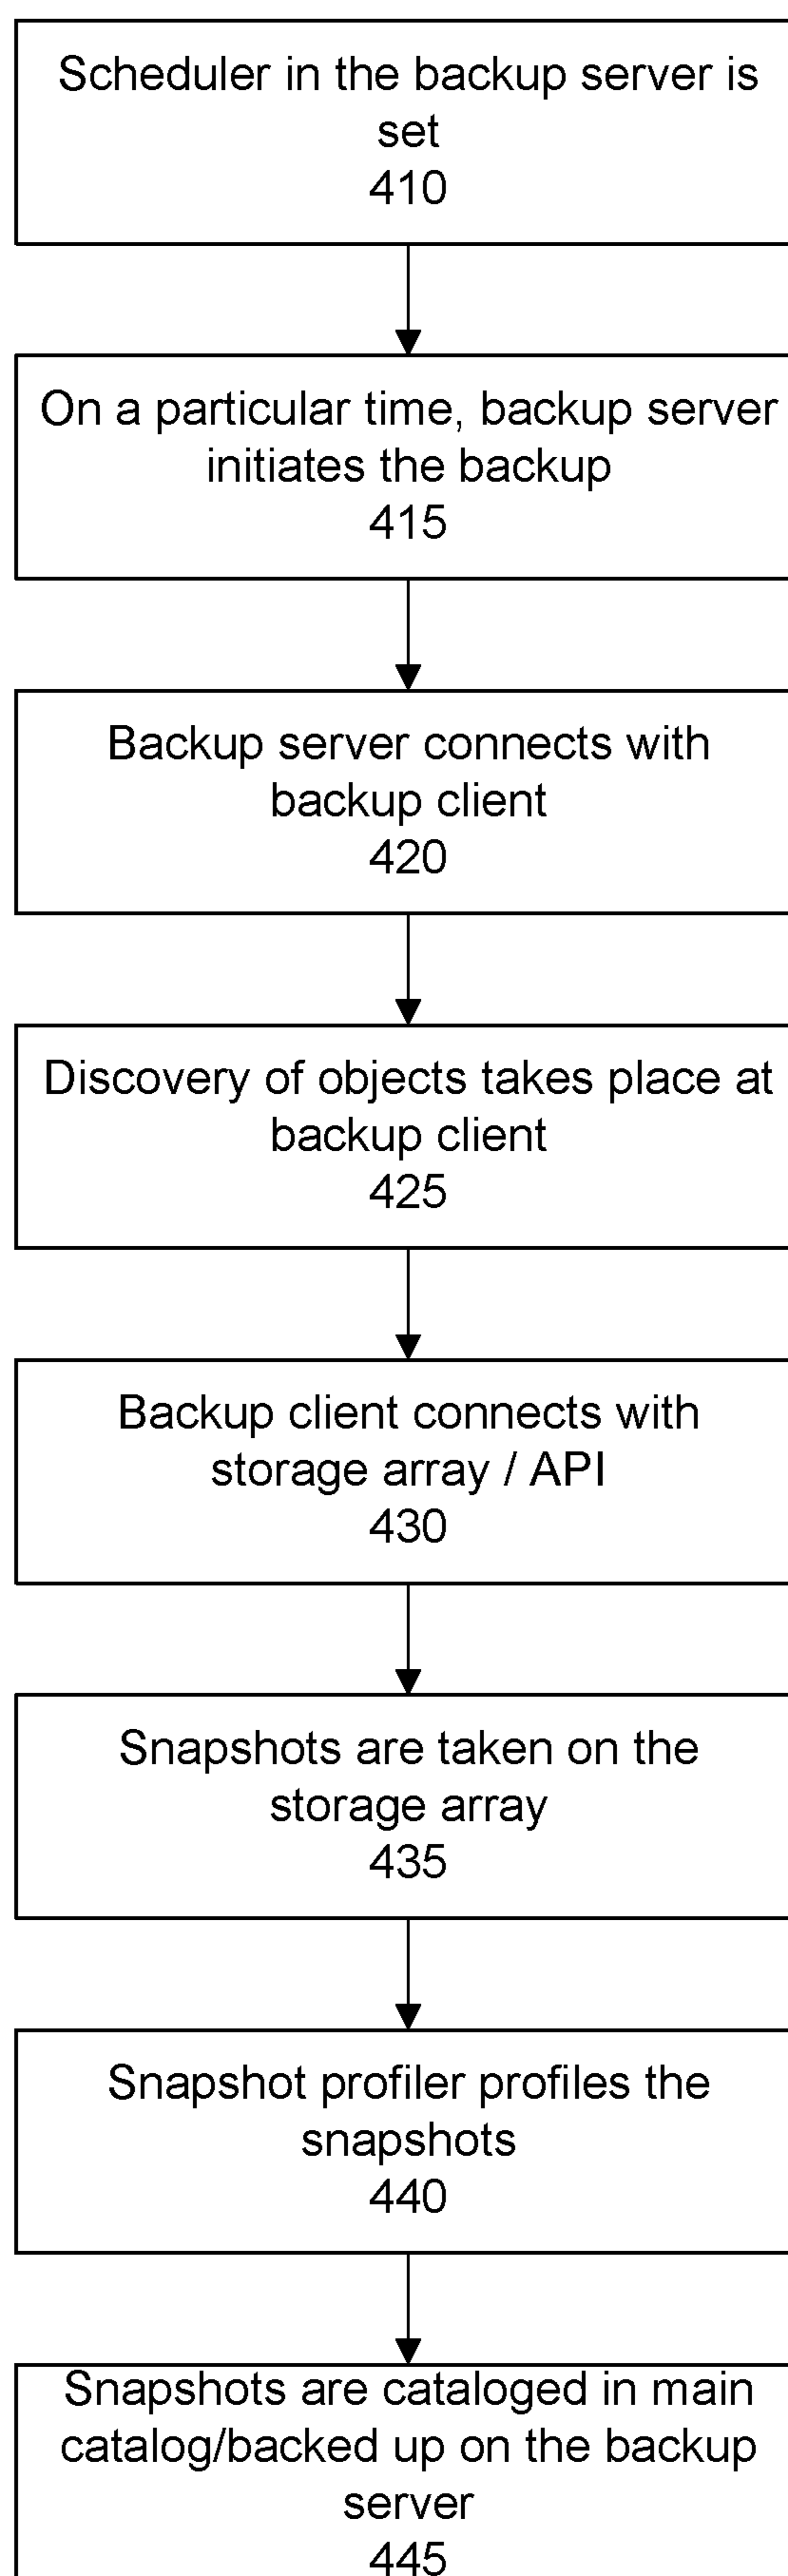 Scheduler in the backup server is
set
410
On a particular time, backup server
initiates the backup
415
Backup server connects with
backup client
420
Discovery of objects takes place at
backup client
425
Backup client connects with
storage array / API
430
Snapshots are taken on the
storage array
435
Snapshot profiler profiles the
snapshots
440
Snapshots are cataloged in main
catalog/backed up on the backup
server
445